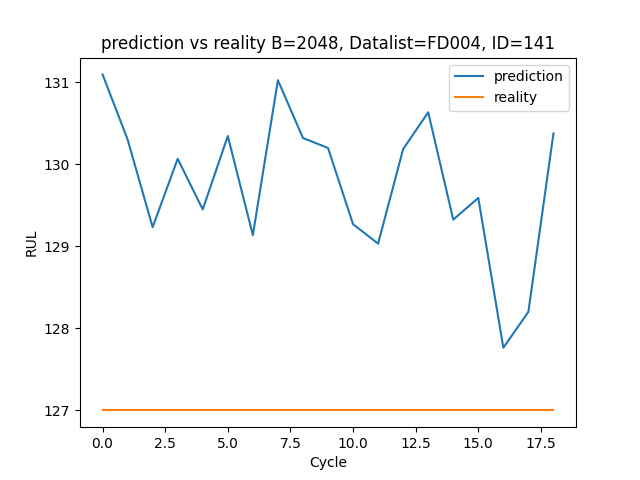 prediction vs reality B=2048, Datalist=FD004, ID=141
prediction
reality
131
130
129
128
127
RUL
0.0 2.5 5.0 7.5 10.0 12.5 15.0 17.5
Cycle